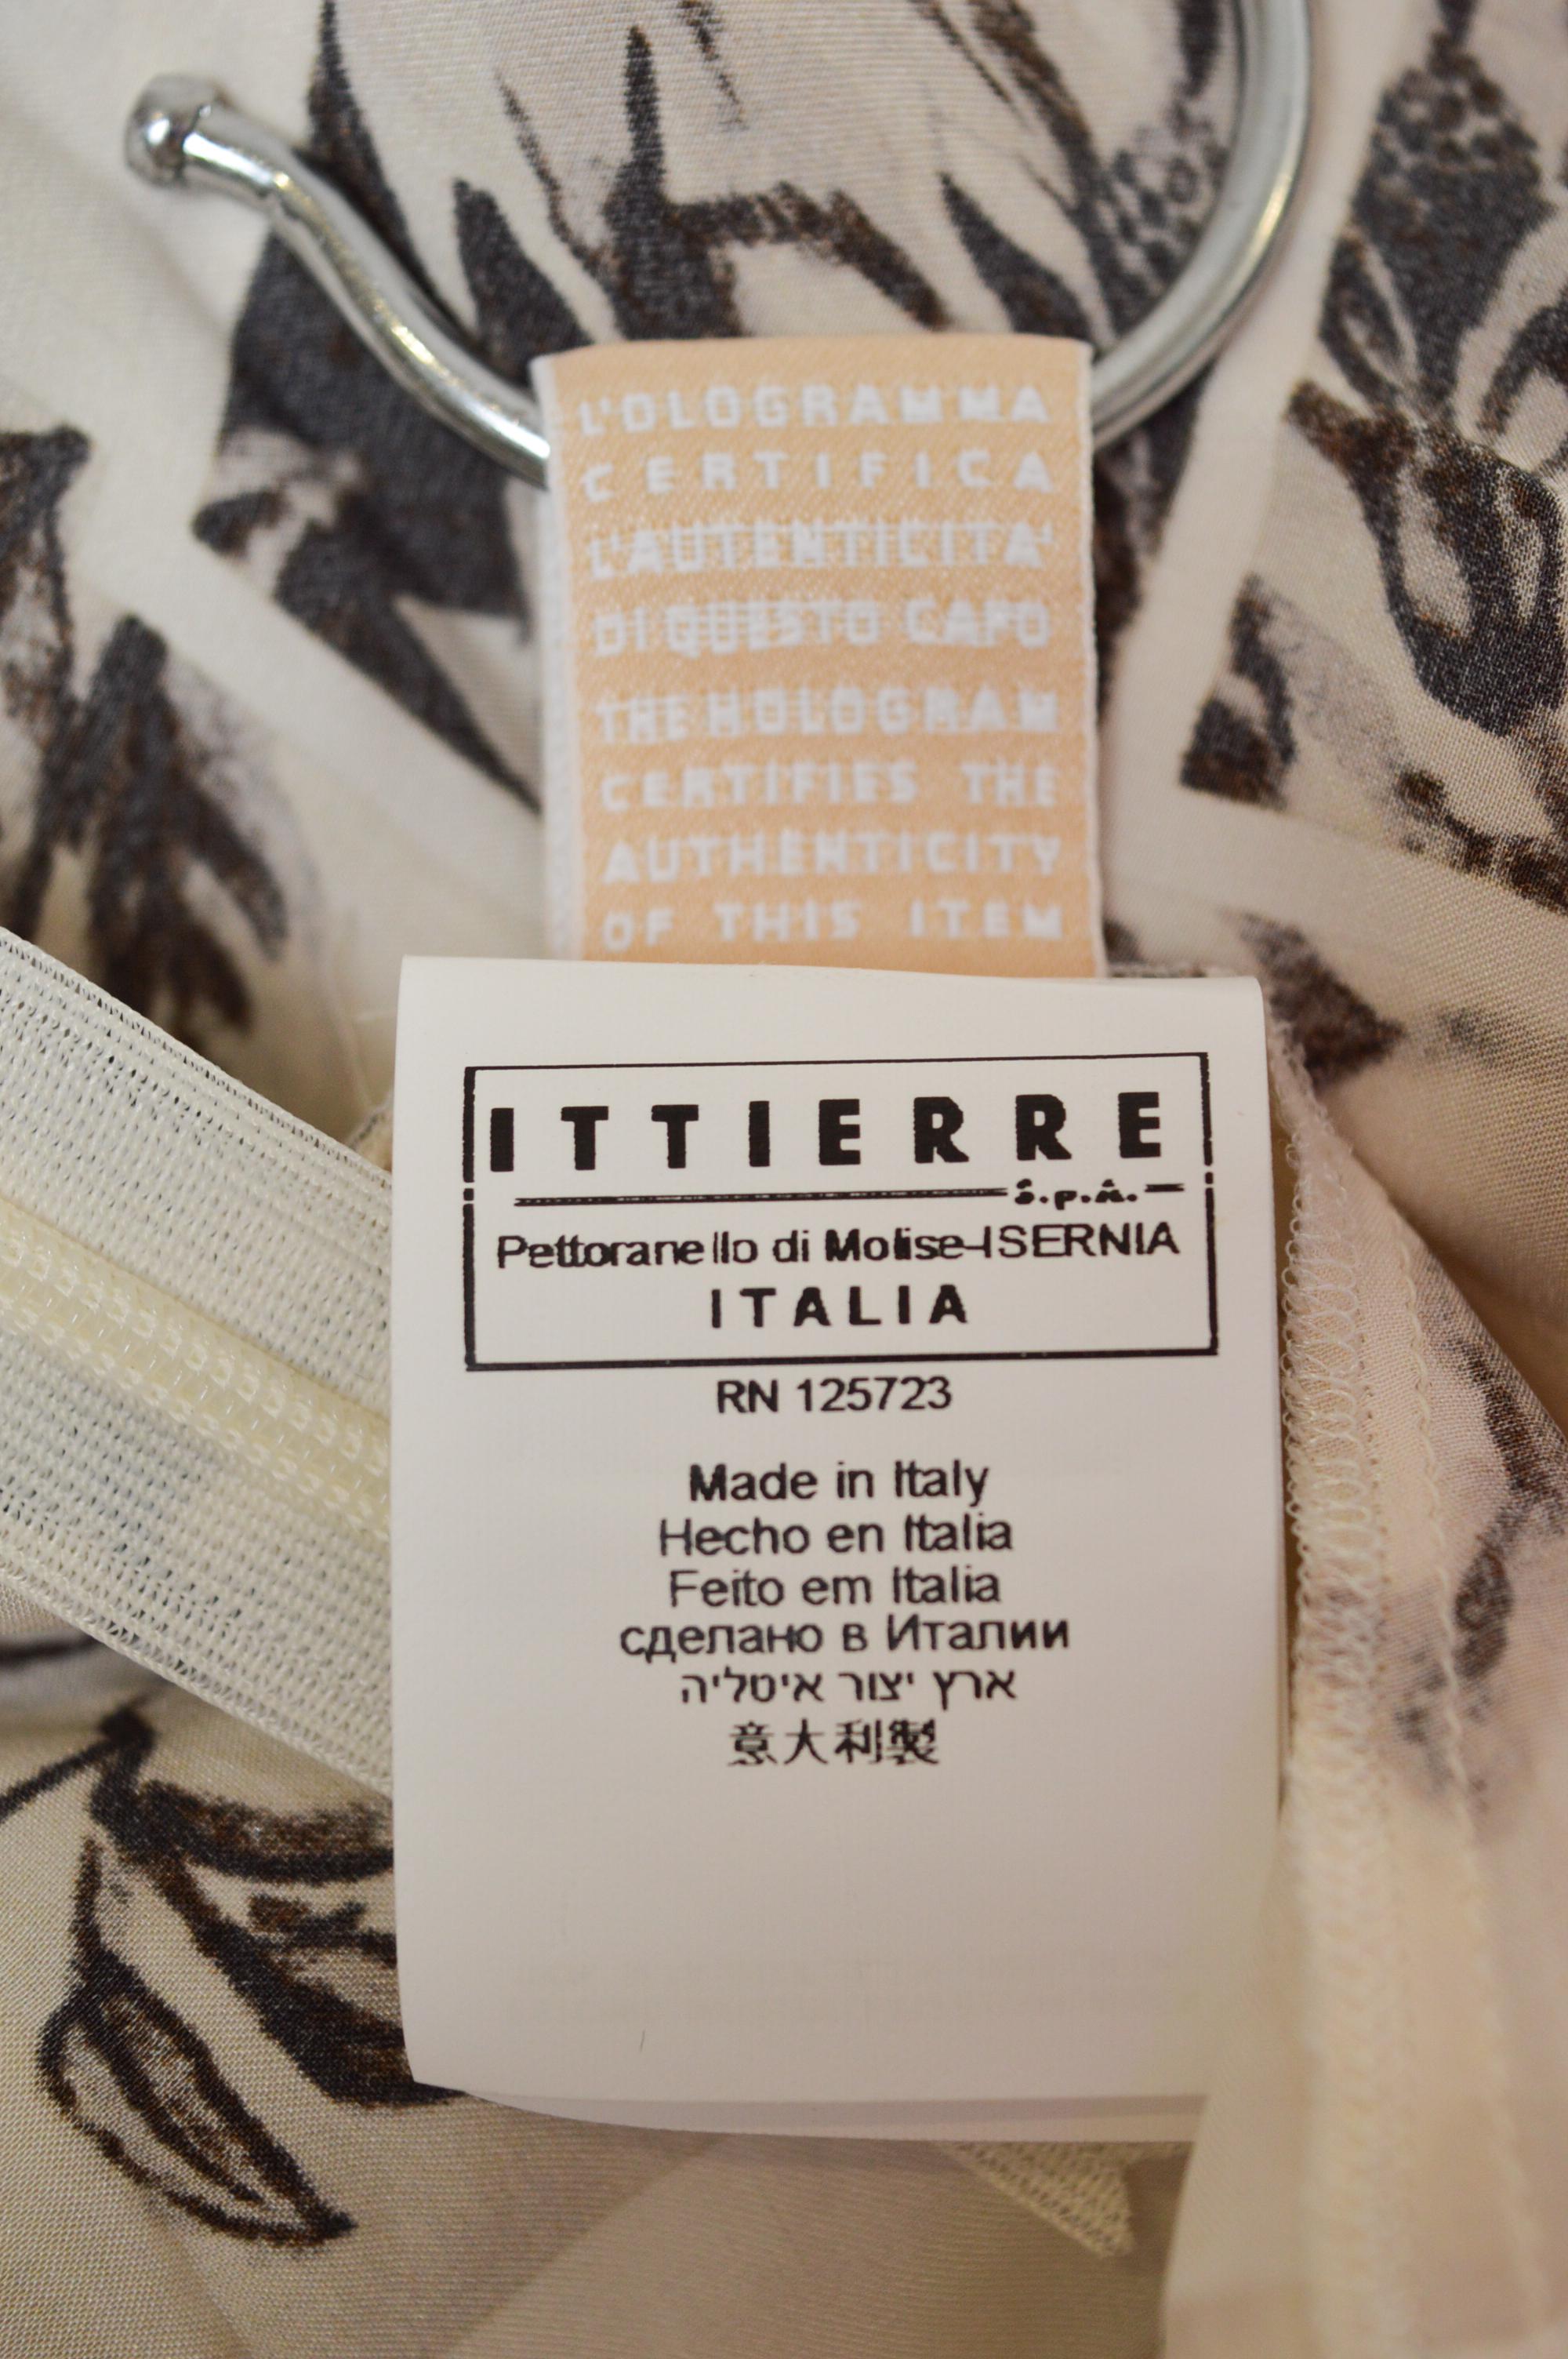 L'OLOGRAMMA
CERTIFICA
L'AUTENTICITA'
DI QUESTO CAPO
THE HOLOGRAM
CERTIFIES THE
AUTHENTICITY
OF THIS ITEM
ITTIERRE
S.p.A.
Pettoranello di Molise-ISERNIA
ITALIA
RN 125723
Made in Italy
Hecho en Italia
Feito em Italia
сделано в Италии
ארץ יצור איטליה
意大利製